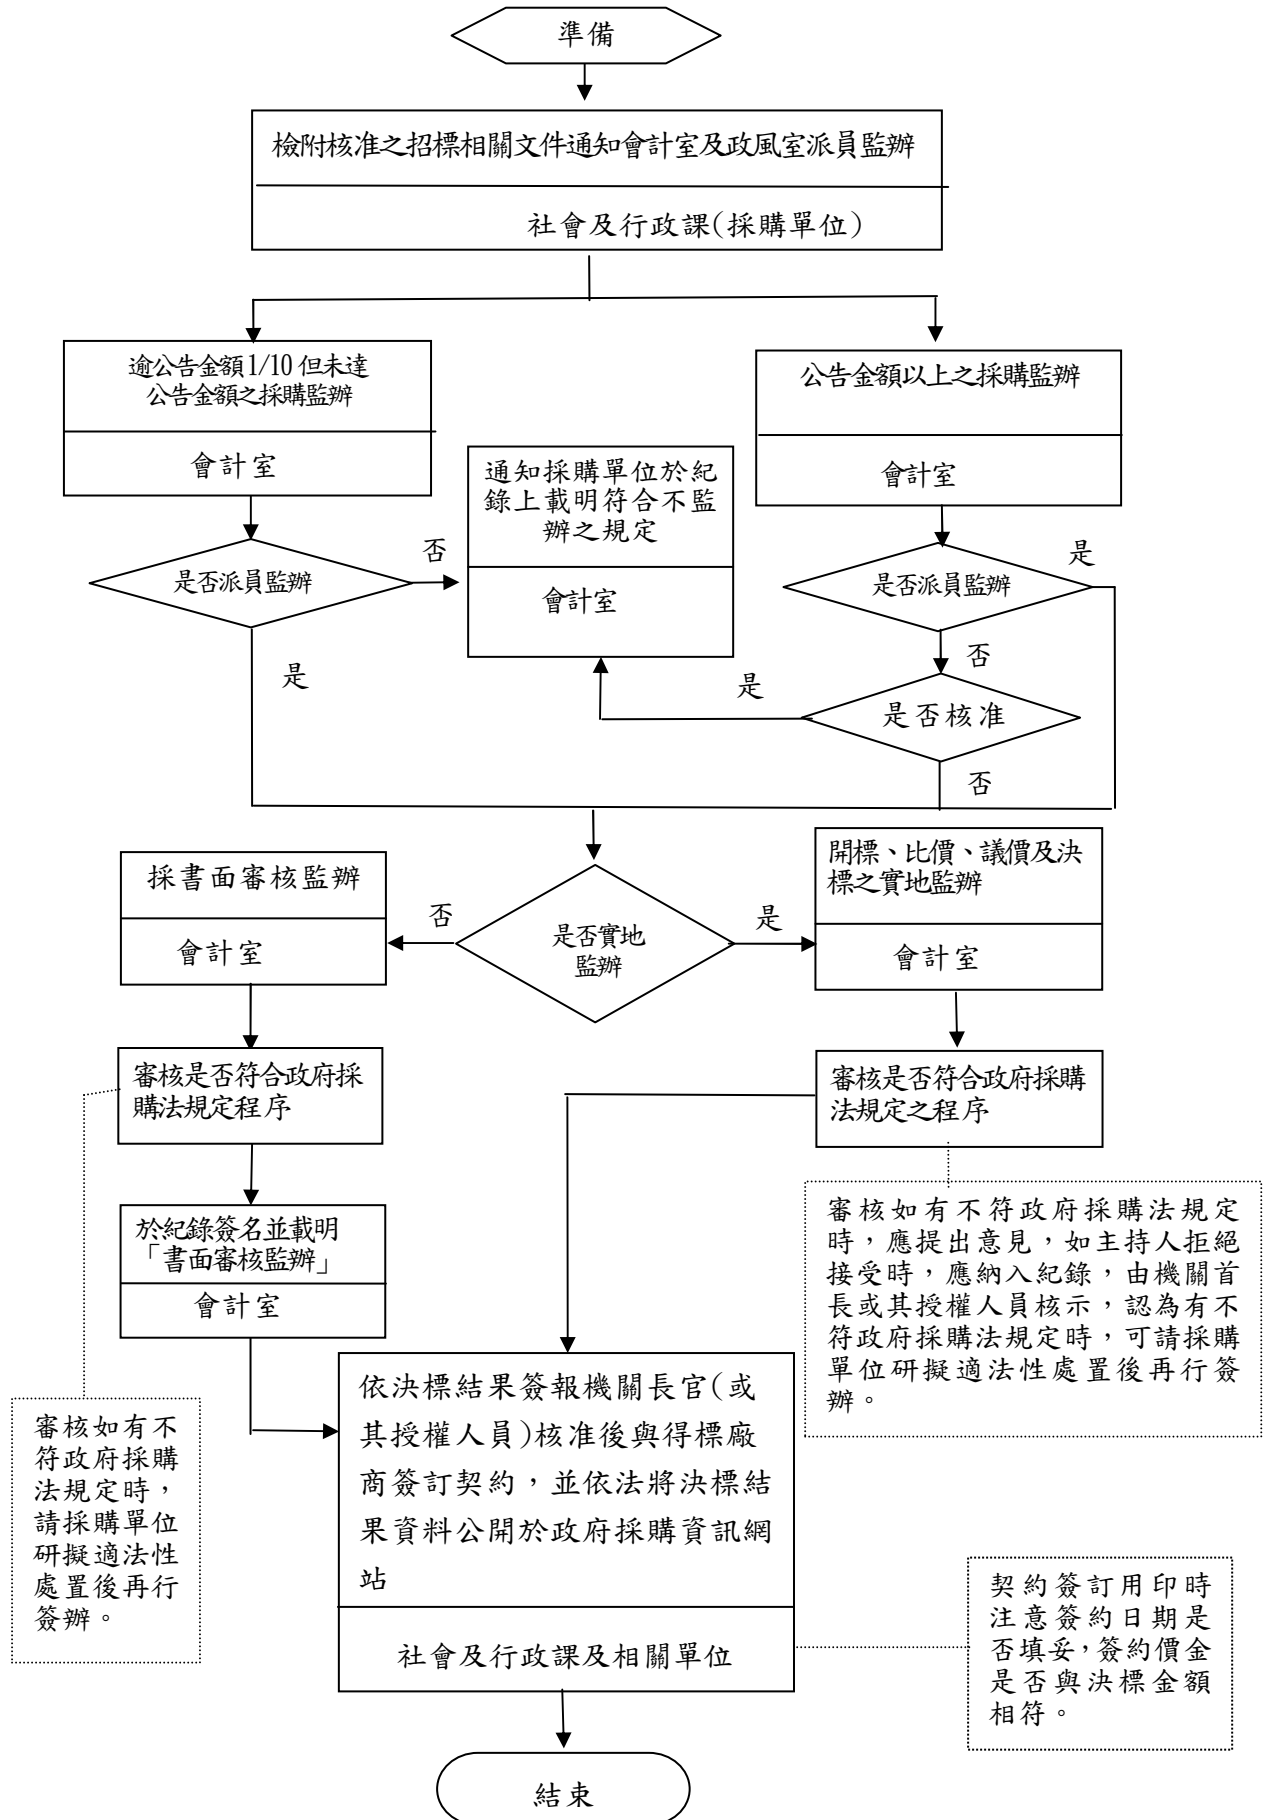 準備
檢附核准之招標相關文件通知會計室及政風室派員監辦
社會及行政課(採購單位)
逾公告金額1/10但未達
公告金額之採購監辦
會計室
公告金額以上之採購監辦
會計室
通知採購單位於紀
錄上載明符合不監
辦之規定
會計室
是否派員監辦
否
是
是否派員監辦
是
否
是否核准
是
否
採書面審核監辦
會計室
否
是否實地
監辦
是
開標、比價、議價及決
標之實地監辦
會計室
審核是否符合政府採
購法規定程序
審核是否符合政府採購
法規定之程序
於紀錄簽名並載明
「書面審核監辦」
會計室
審核如有不符政府採購法規定
時,應提出意見,如主持人拒絕
接受時,應納入紀錄,由機關首
長或其授權人員核示,認為有不
符政府採購法規定時,可請採購
單位研擬適法性處置後再行簽
辦。
審核如有不
符政府採購
法規定時,
請採購單位
研擬適法性
處置後再行
簽辦。
依決標結果簽報機關長官(或
其授權人員)核准後與得標廠
商簽訂契約,並依法將決標結
果資料公開於政府採購資訊網
站
社會及行政課及相關單位
契約簽訂用印時
注意簽約日期是
否填妥,簽約價金
是否與決標金額
相符。
結束